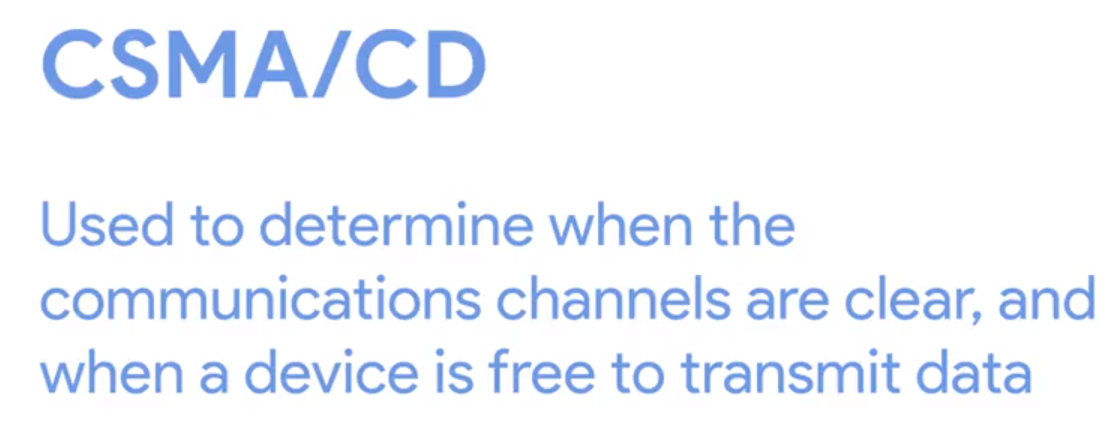 CSMA/CD
Used to determine when the
communications channels are clear, and
when a device is free to transmit data